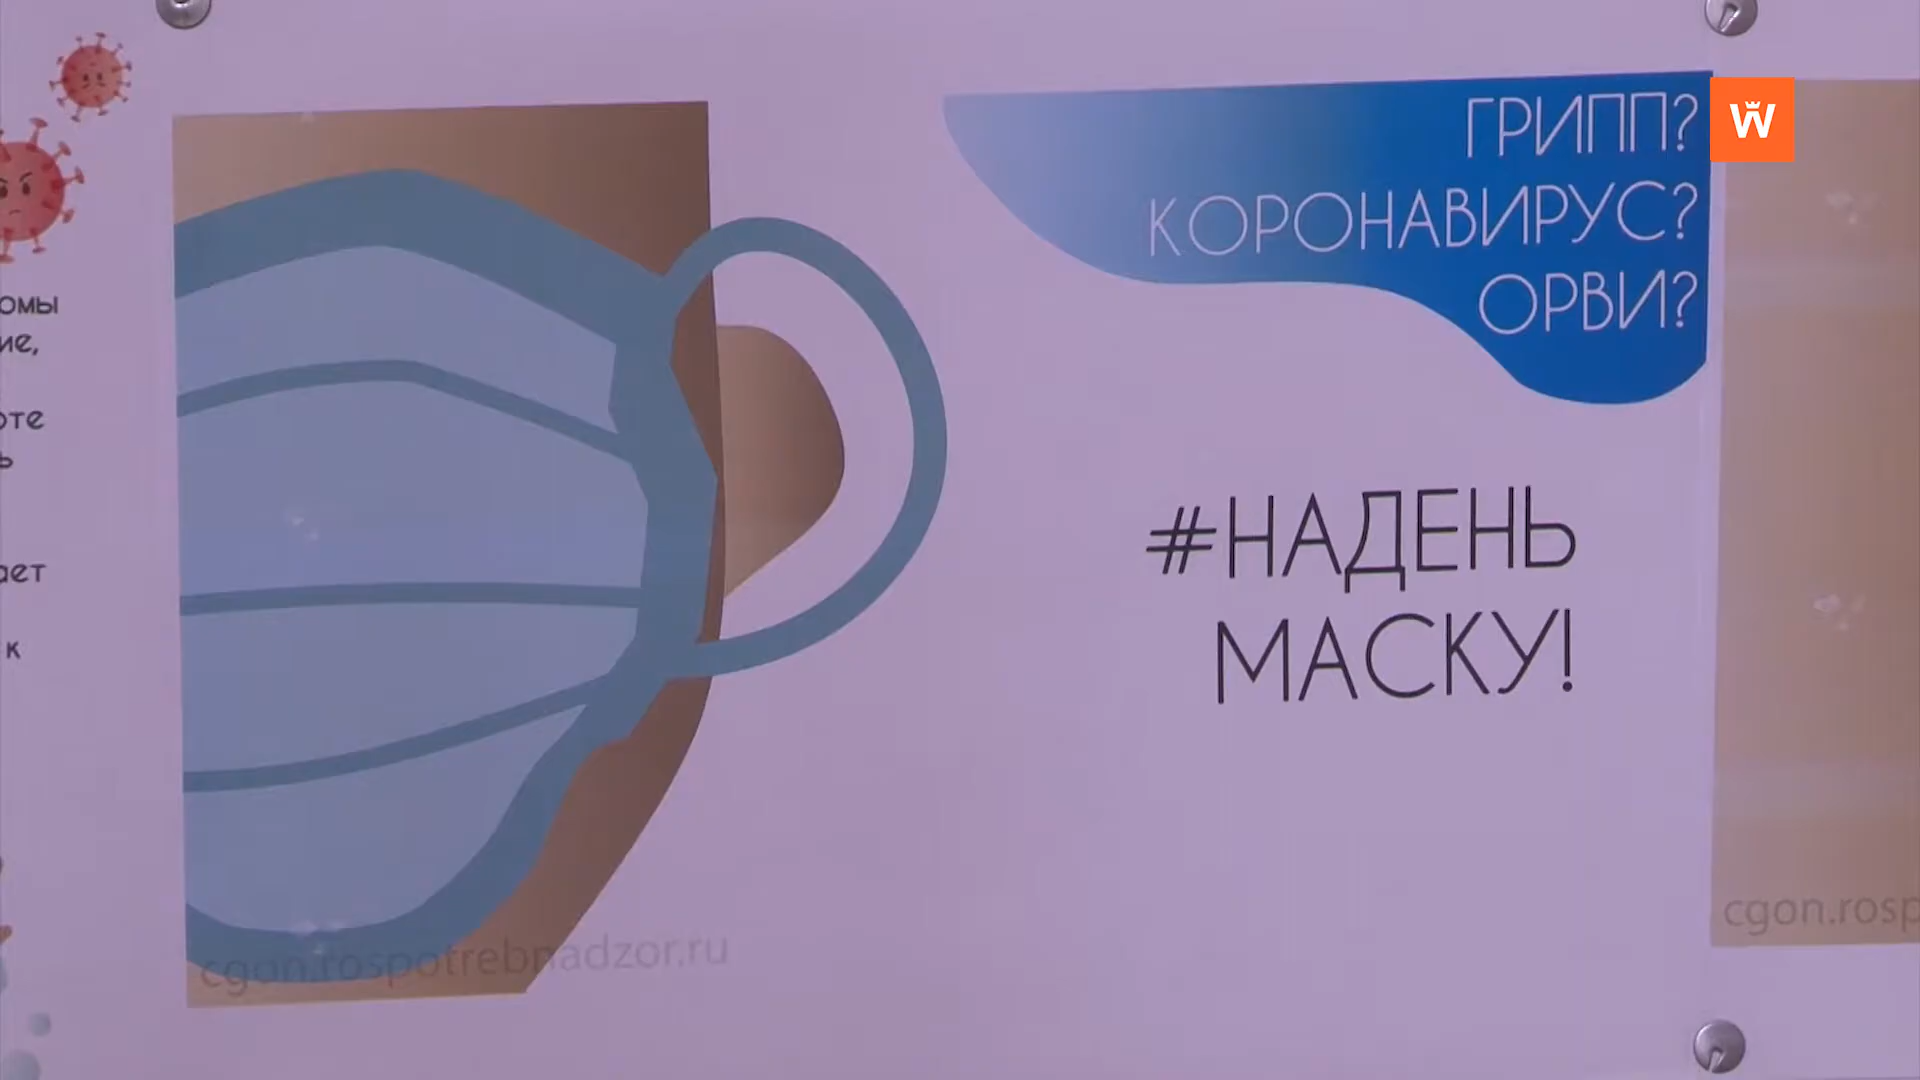 ГРИПП?
КОРОНАВИРУС?
ОРВИ?
#НАДЕНЬ
МАСКУ!
cgon.rospotrebnadzor.ru
W
к